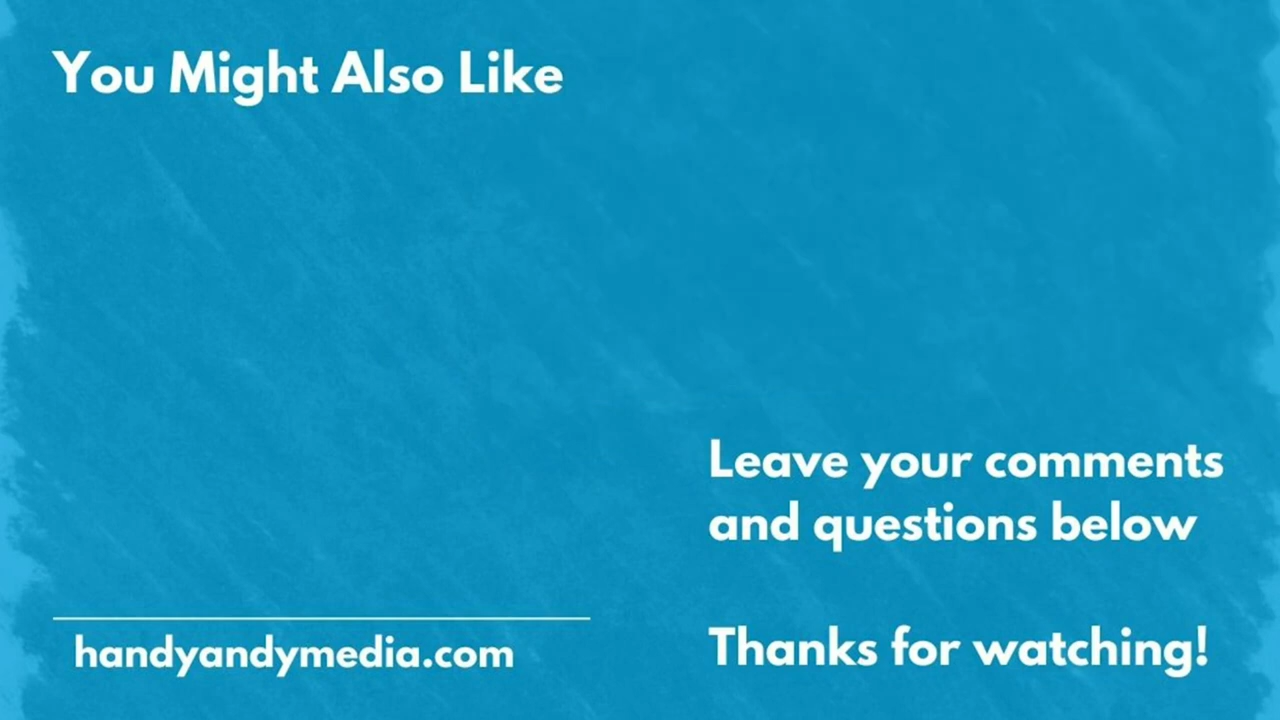 You Might Also Like
Leave your comments
and questions below
handyandymedia.com
Thanks for watching!